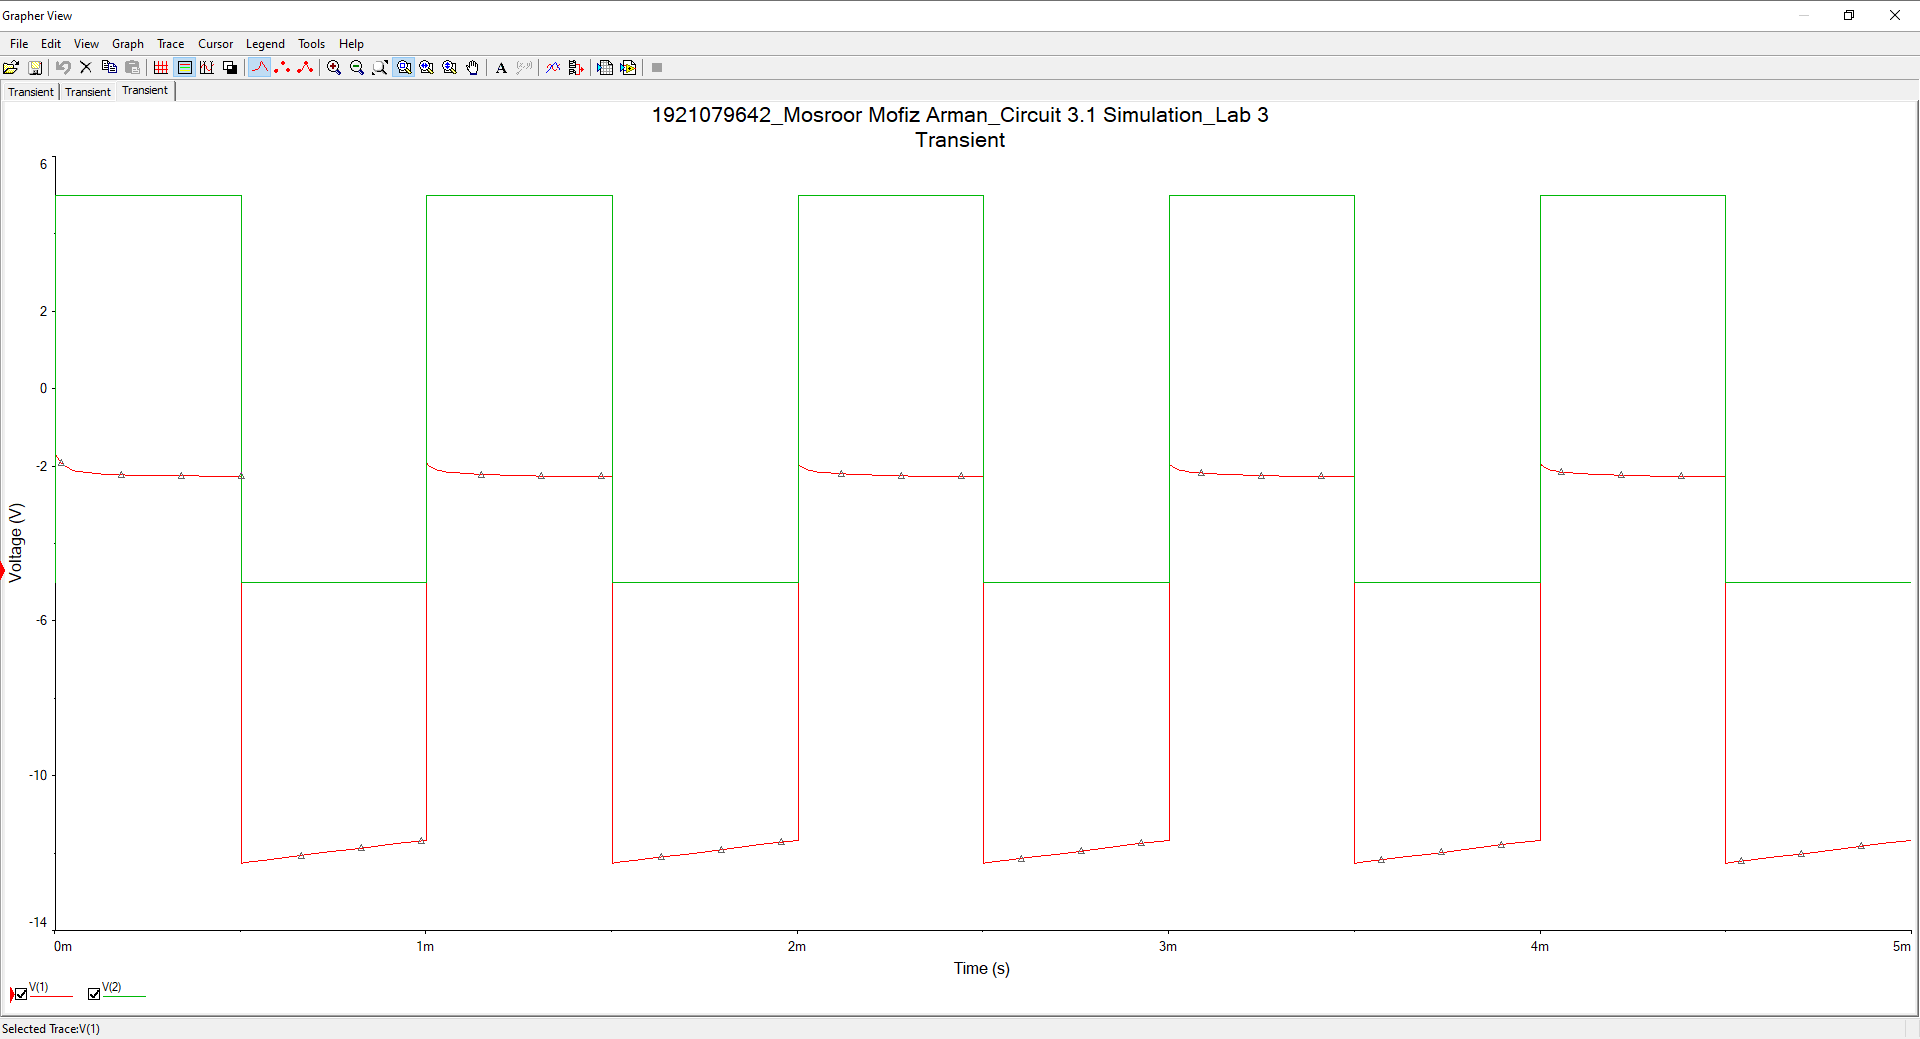 Grapher View
File Edit View Graph Trace Cursor Legend Tools Help
A
Transient Transient Transient
1921079642_Mosroor Mofiz Arman_Circuit 3.1 Simulation_Lab 3
Transient
6
2
0
-2
-6
-10
-14
Voltage (V)
0m 1m 2m 3m 4m 5m
Time (s)
V(1) V(2)
Selected Trace:V(1)